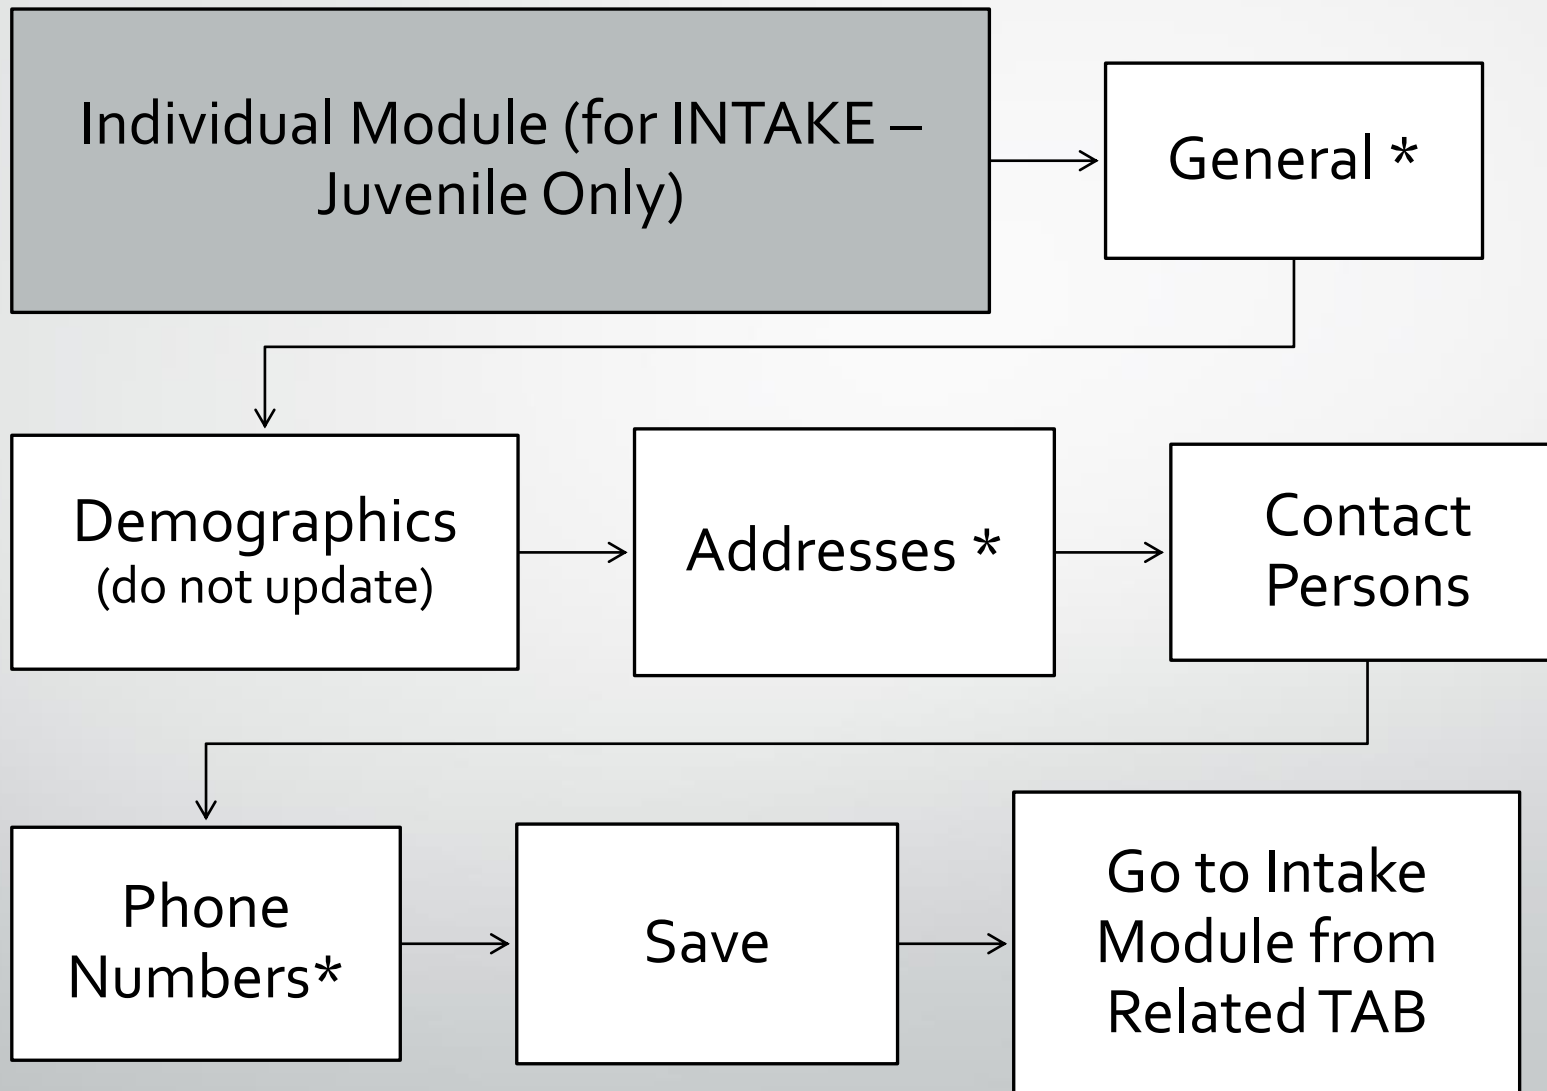 Individual Module (for INTAKE –
Juvenile Only)
General *
Demographics
(do not update)
Addresses *
Contact
Persons
Phone
Numbers*
Save
Go to Intake
Module from
Related TAB